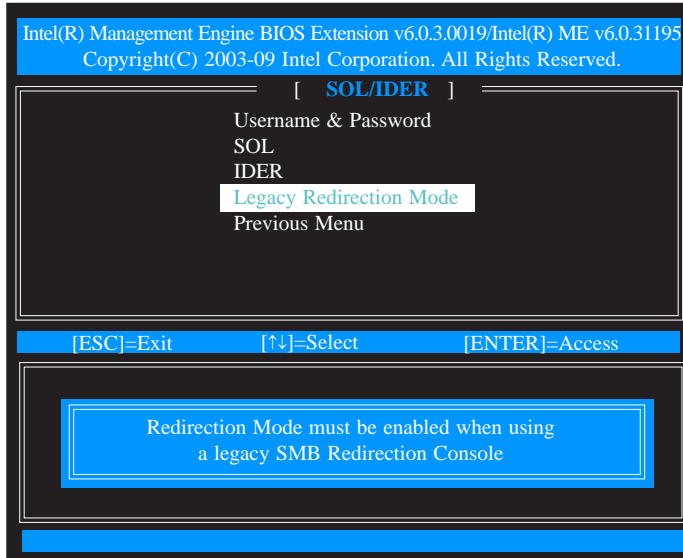 Intel(R) Management Engine BIOS Extension v6.0.3.0019/Intel(R) ME v6.0.31195
Copyright(C) 2003-09 Intel Corporation. All Rights Reserved.
[ SOL/IDER ]
Username & Password
SOL
IDER
Legacy Redirection Mode
Previous Menu
[ESC]=Exit [↑↓]=Select [ENTER]=Access
Redirection Mode must be enabled when using
a legacy SMB Redirection Console